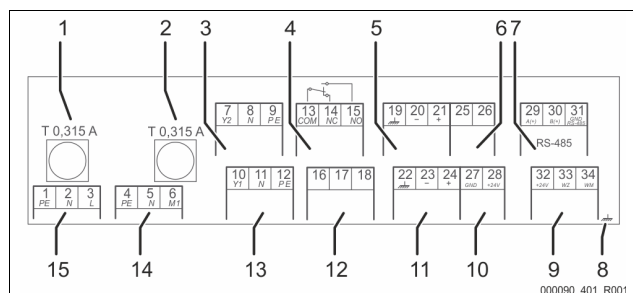 1 2 3 4 5 6 7
T 0,315 A T 0,315 A
7 8 9 13 14 15 19 20 21 25 26 29 30 31
Y2 N PE COM NC NO − + A(+) B(+) GND RS-485
RS-485
10 11 12 16 17 18 22 23 24 27 28 32 33 34
Y1 N PE − + GND +24V +24V WZ WM
1 2 3 4 5 6
PE N L PE N M1
15 14 13 12 11 10 9 8
000090_401_R001